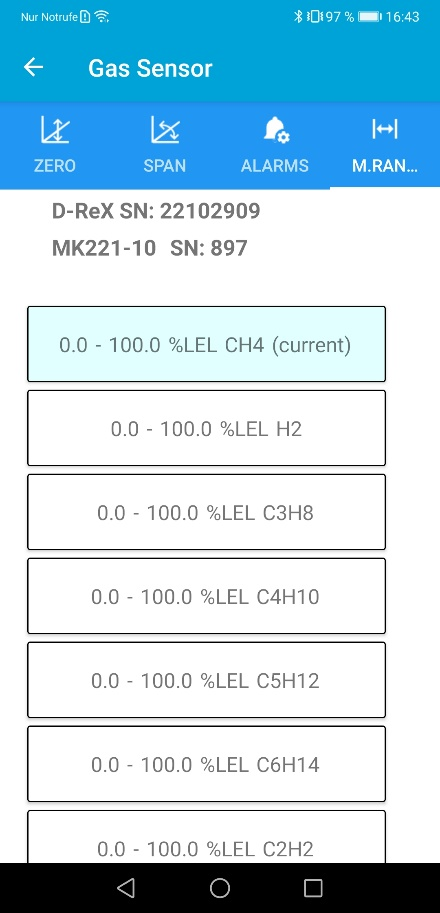 Nur Notrufe 97 % 16:43
Gas Sensor
ZERO SPAN ALARMS M.RAN...
D-ReX SN: 22102909
MK221-10 SN: 897
0.0 - 100.0 %LEL CH4 (current)
0.0 - 100.0 %LEL H2
0.0 - 100.0 %LEL C3H8
0.0 - 100.0 %LEL C4H10
0.0 - 100.0 %LEL C5H12
0.0 - 100.0 %LEL C6H14
0.0 - 100.0 %LEL C2H2